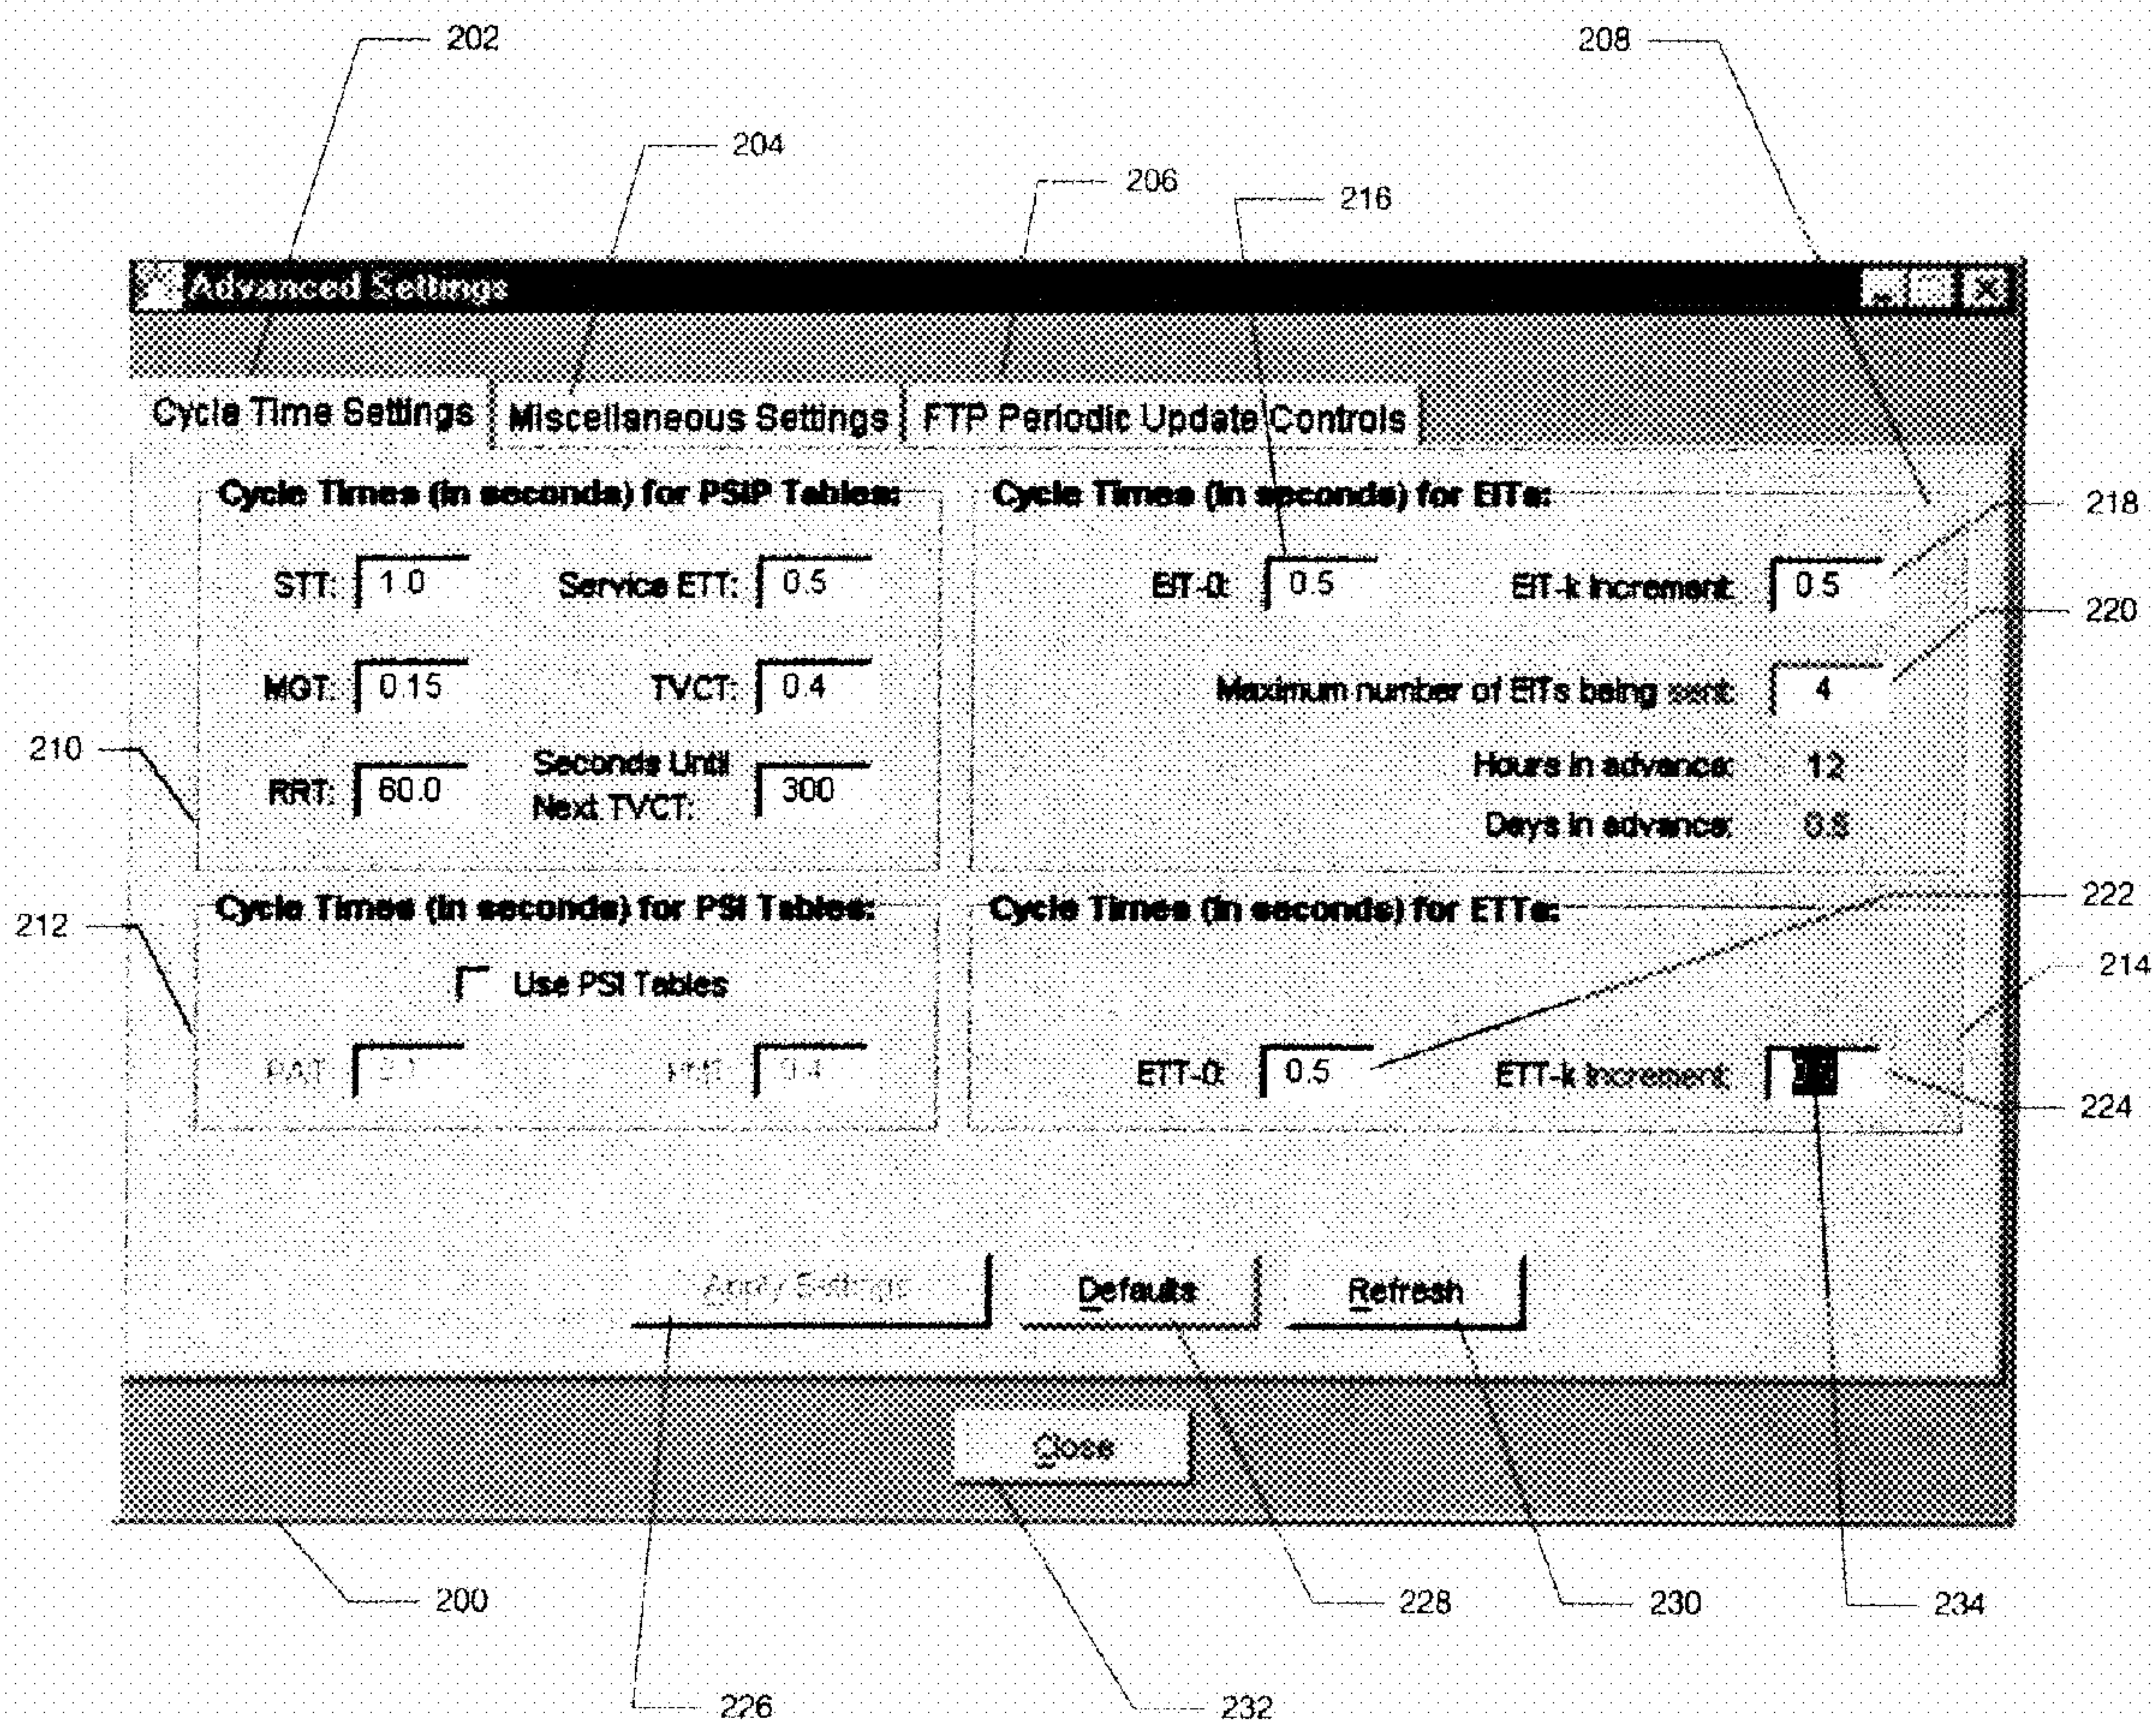 202
208
204
206
216
Advanced Settings
Cycle Time Settings
Miscellaneous Settings
FTP Periodic Update Controls
Cycle Times (in seconds) for PSIP Tables:
STT: 1.0
Service ETT: 0.5
MGT: 0.15
TVCT: 0.4
RRT: 60.0
Seconds Until
Next TVCT: 300
Cycle Times (in seconds) for EITs:
EIT-0: 0.5
EIT-k Increment: 0.5
Maximum number of EITs being sent: 4
Hours in advance: 12
Days in advance:
218
220
210
212
Cycle Times (in seconds) for PSI Tables:
Use PSI Tables
PAT:
Cycle Times (in seconds) for ETTs:
ETT-0: 0.5
ETT-k Increment:
222
214
224
Apply Settings
Defaults
Refresh
Close
200
228
230
234
226
232